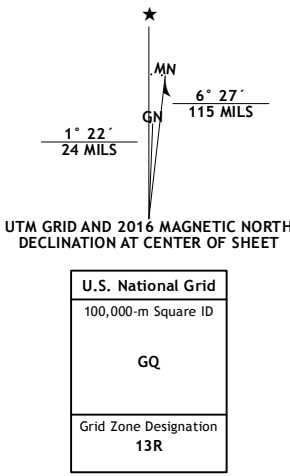 ★
MN
GN
6° 27´
115 MILS
1° 22´
24 MILS
UTM GRID AND 2016 MAGNETIC NORTH
DECLINATION AT CENTER OF SHEET
U.S. National Grid
100,000-m Square ID
GQ
Grid Zone Designation
13R